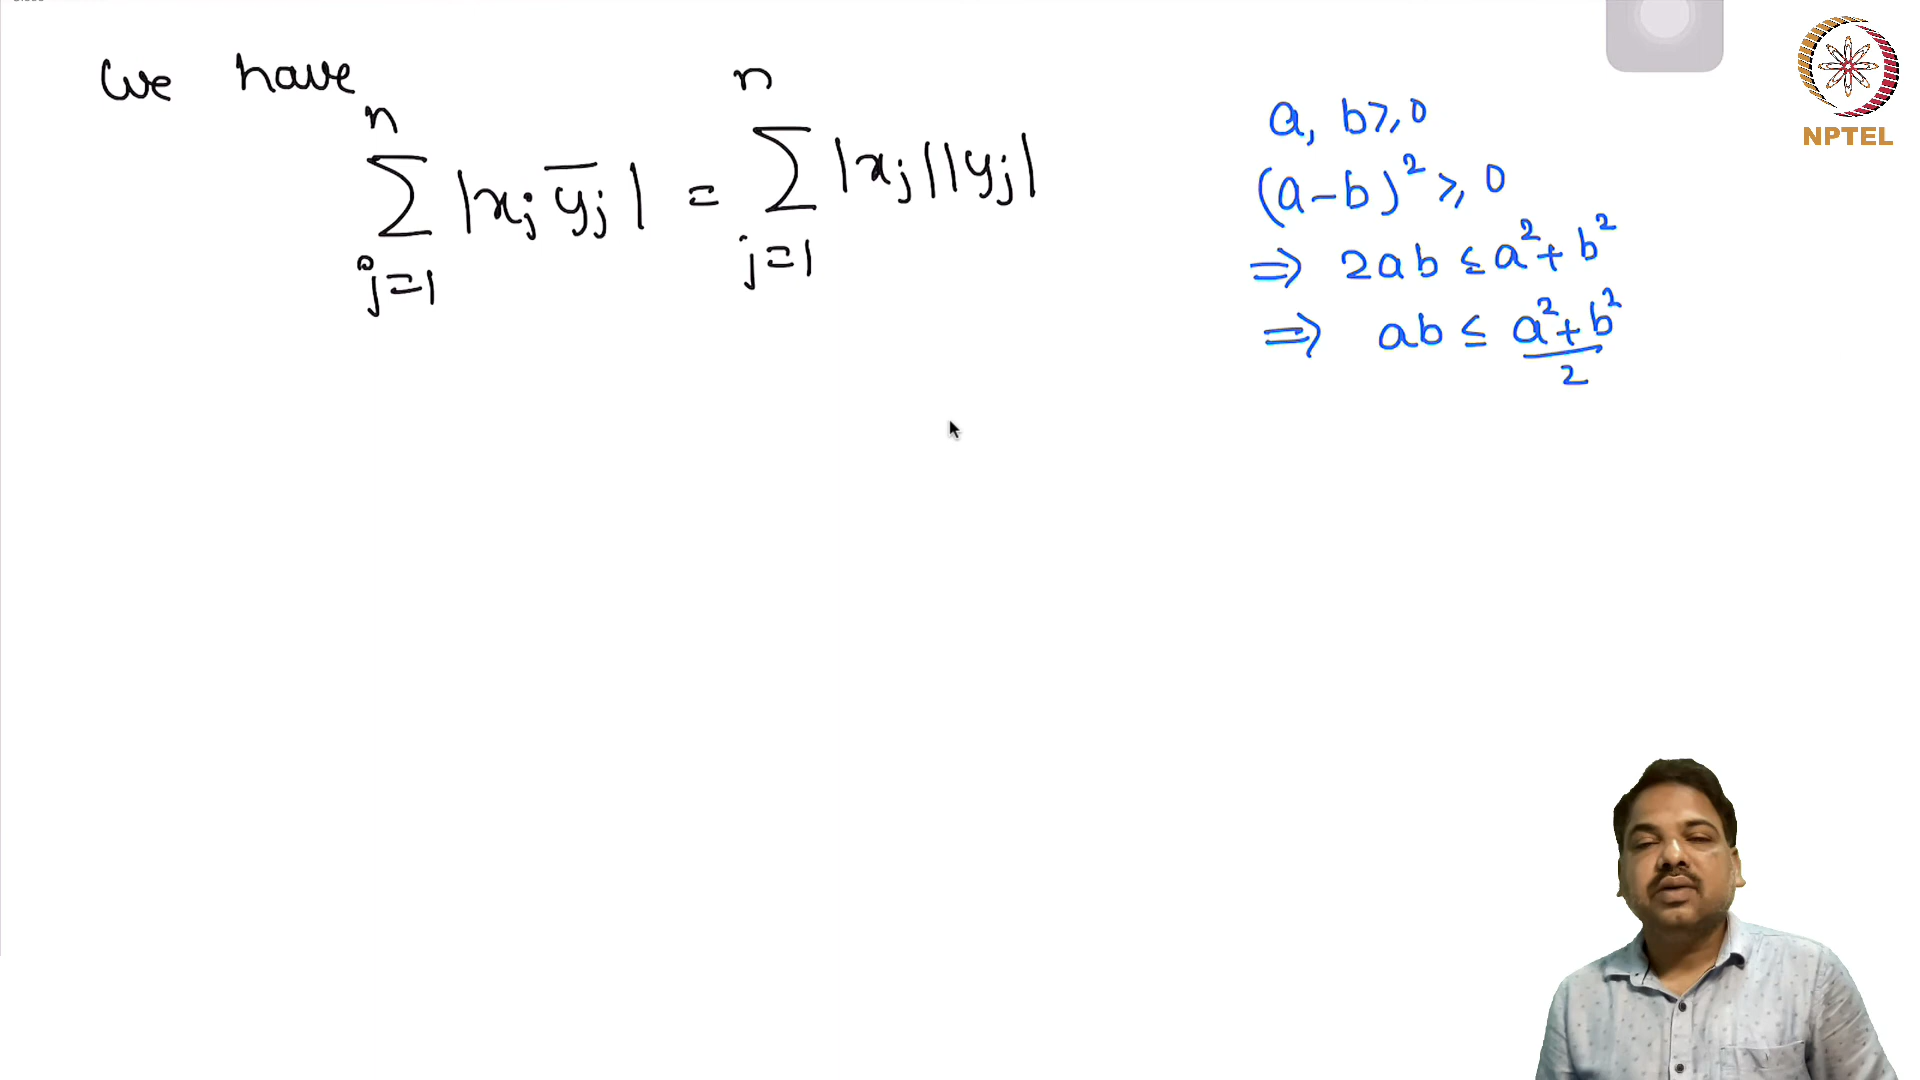 We have
n
∑ |xⱼ ȳⱼ| = ∑ |xⱼ||yⱼ|
j=1
n
j=1
a, b ≥ 0
(a-b)² ≥ 0
⇒ 2ab ≤ a² + b²
⇒ ab ≤ a² + b²
2
NPTEL